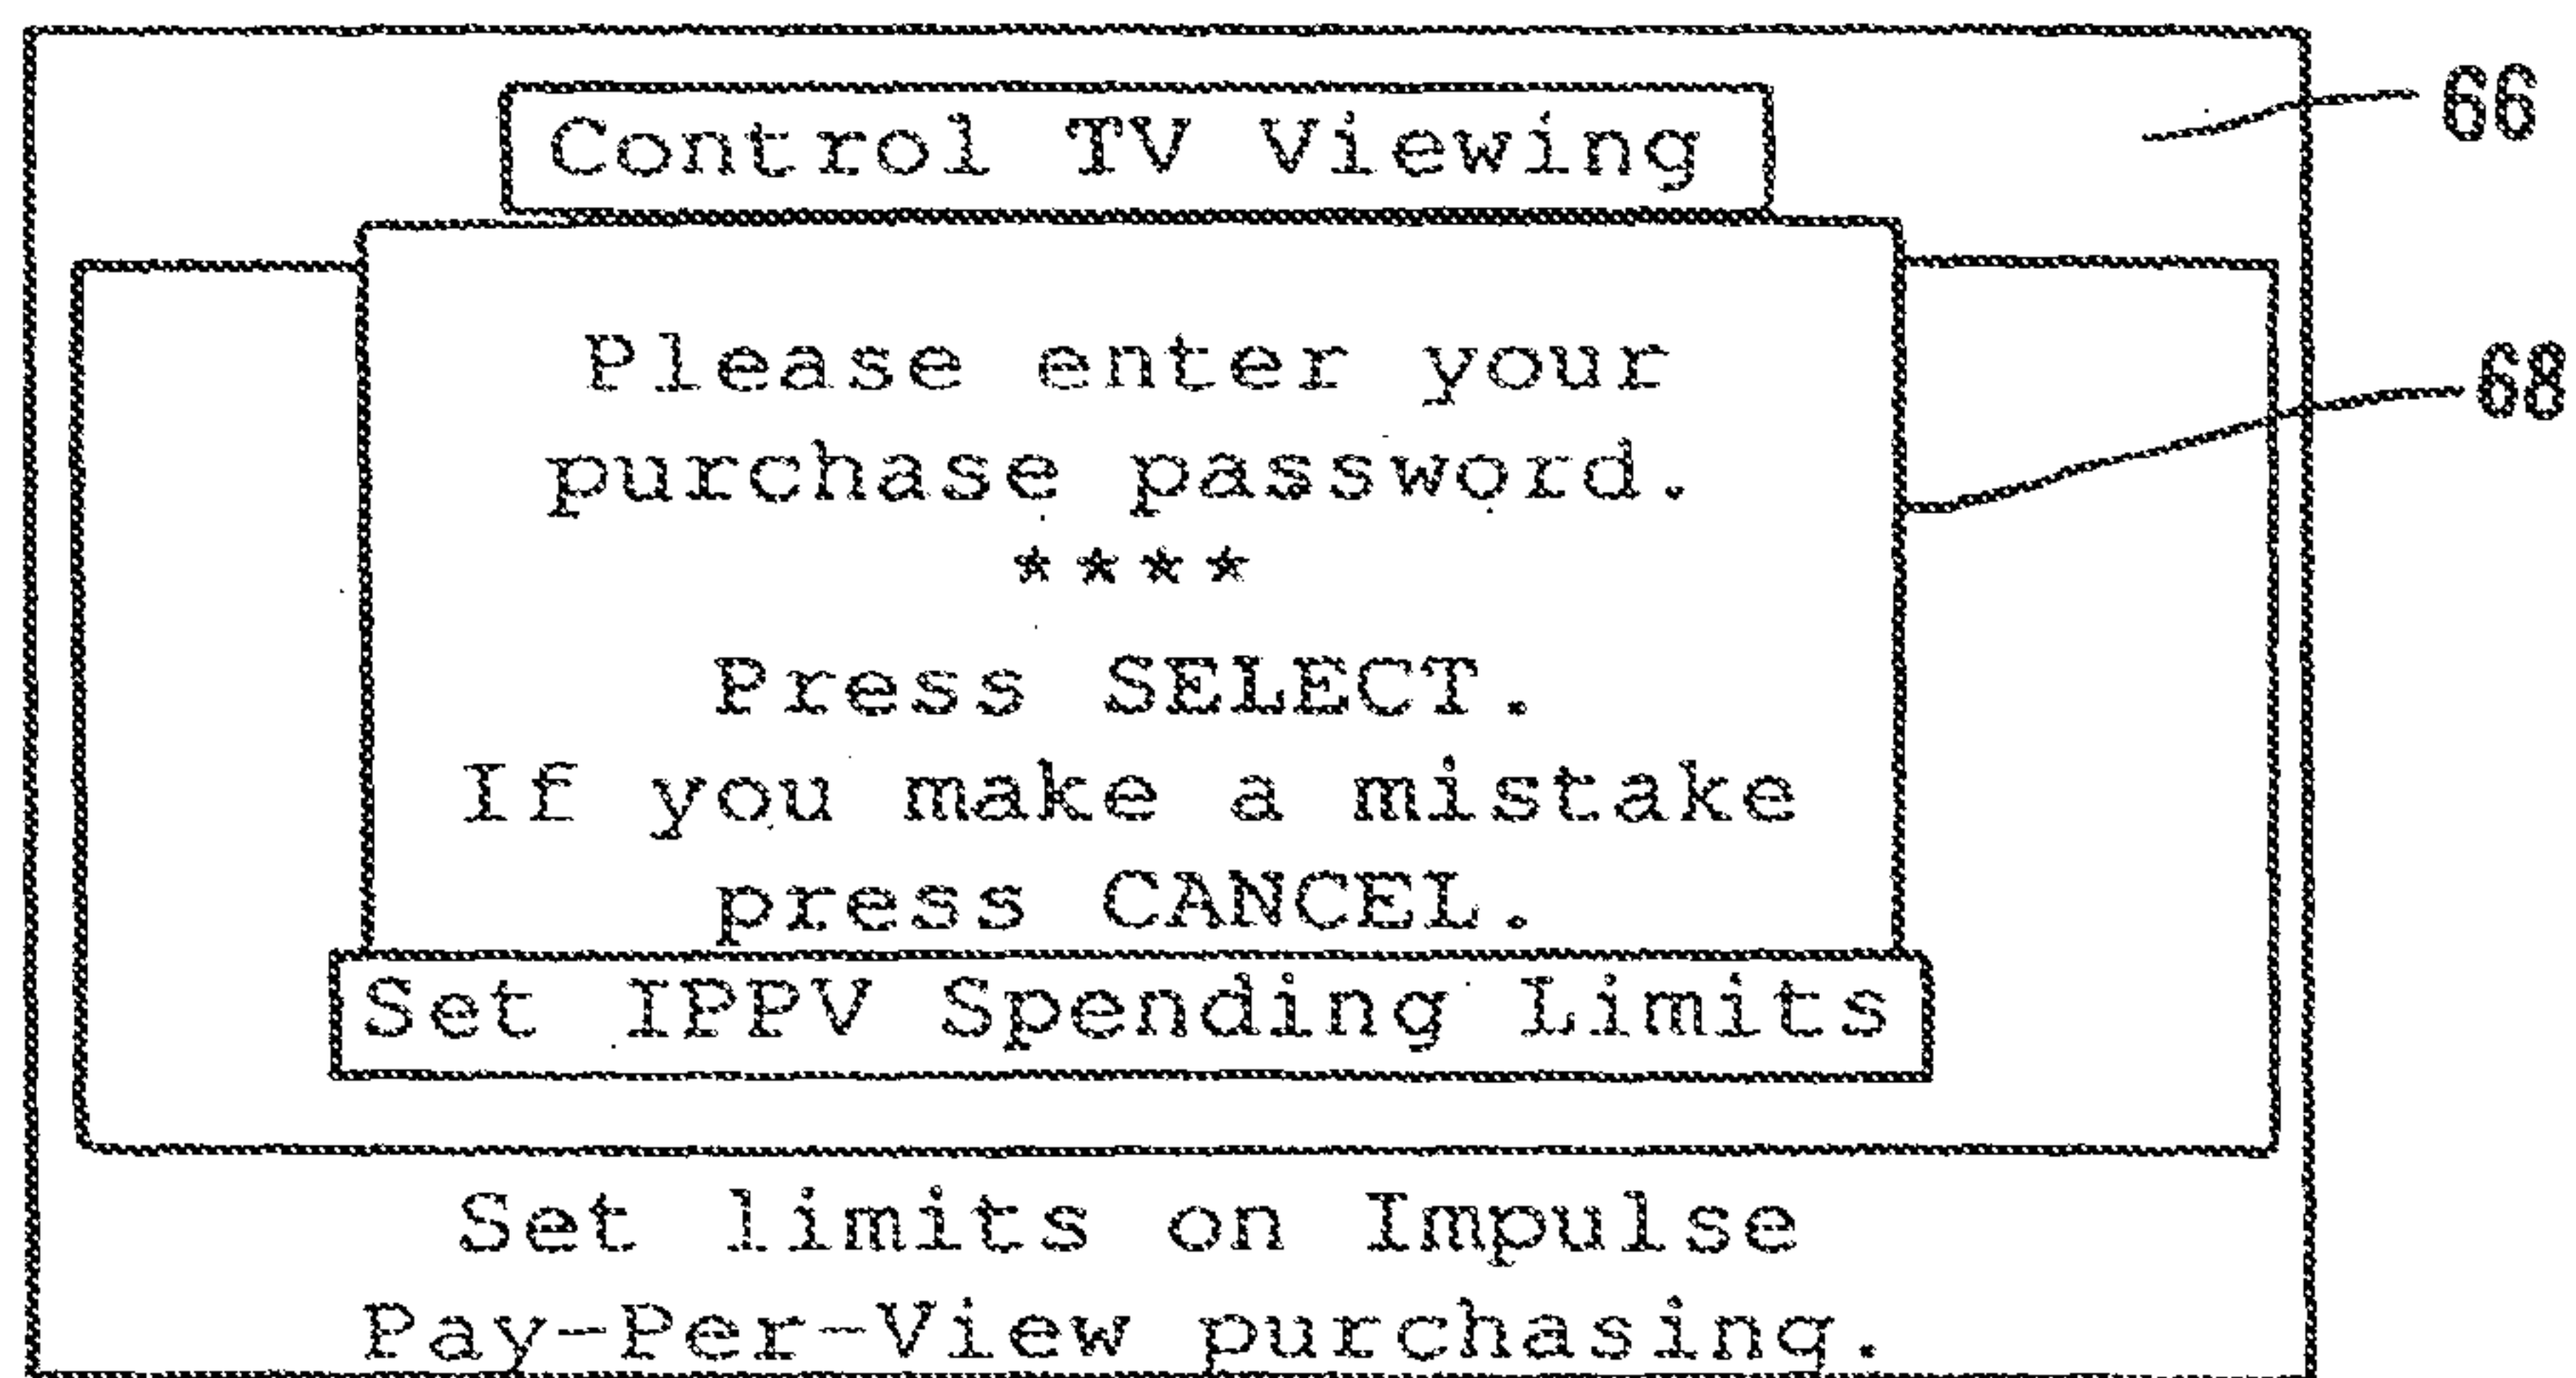 Control TV Viewing
66
Please enter your
68
purchase password.
****
Press SELECT.
If you make a mistake
press CANCEL.
Set IPPV Spending Limits
Set limits on Impulse
Pay-Per-View purchasing.